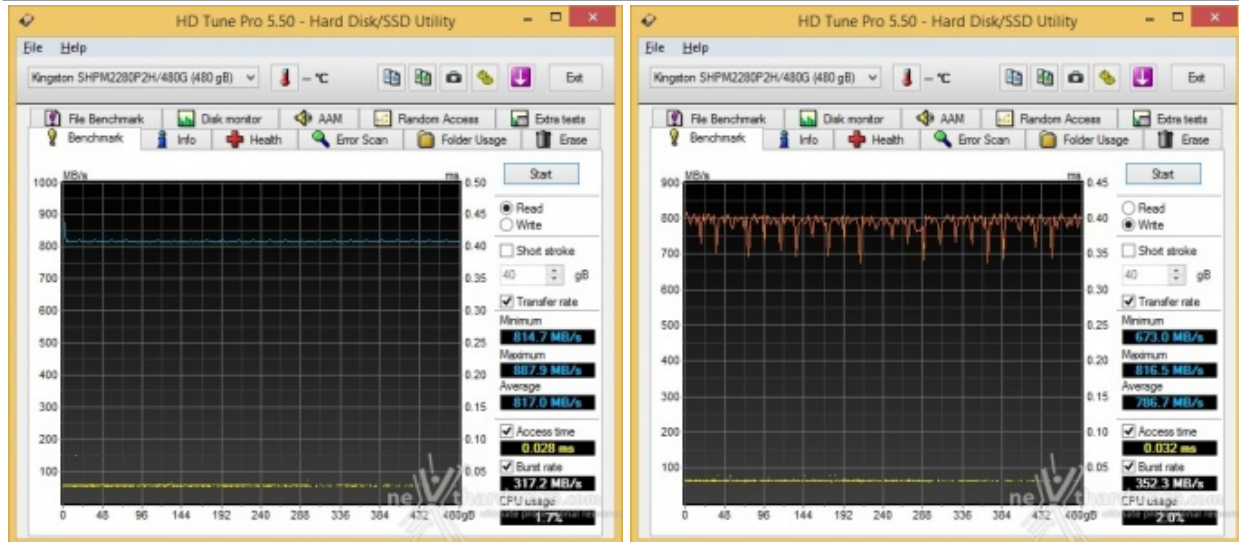 HD Tune Pro 5.50 - Hard Disk/SSD Utility
File Help
Kingston SHPM2280P2H/480G (480 gB)
– °C
Exit
File Benchmark
Disk monitor
AAM
Random Access
Extra tests
Benchmark
Info
Health
Error Scan
Folder Usage
Erase
MB/s
ms
1000
900
800
700
600
500
400
300
200
100
0.50
0.45
0.40
0.35
0.30
0.25
0.20
0.15
0.10
0.05
0 48 96 144 192 240 288 336 384 432 480gB
Start
Read
Write
Short stroke
40 gB
Transfer rate
Minimum
814.7 MB/s
Maximum
887.9 MB/s
Average
817.0 MB/s
Access time
0.028 ms
Burst rate
317.2 MB/s
CPU usage
1.7%
HD Tune Pro 5.50 - Hard Disk/SSD Utility
File Help
Kingston SHPM2280P2H/480G (480 gB)
– °C
Exit
File Benchmark
Disk monitor
AAM
Random Access
Extra tests
Benchmark
Info
Health
Error Scan
Folder Usage
Erase
MB/s
ms
900
800
700
600
500
400
300
200
100
0.45
0.40
0.35
0.30
0.25
0.20
0.15
0.10
0.05
0 48 96 144 192 240 288 336 384 432 480gB
Start
Read
Write
Short stroke
40 gB
Transfer rate
Minimum
673.0 MB/s
Maximum
816.5 MB/s
Average
786.7 MB/s
Access time
0.032 ms
Burst rate
352.3 MB/s
CPU usage
2.0%